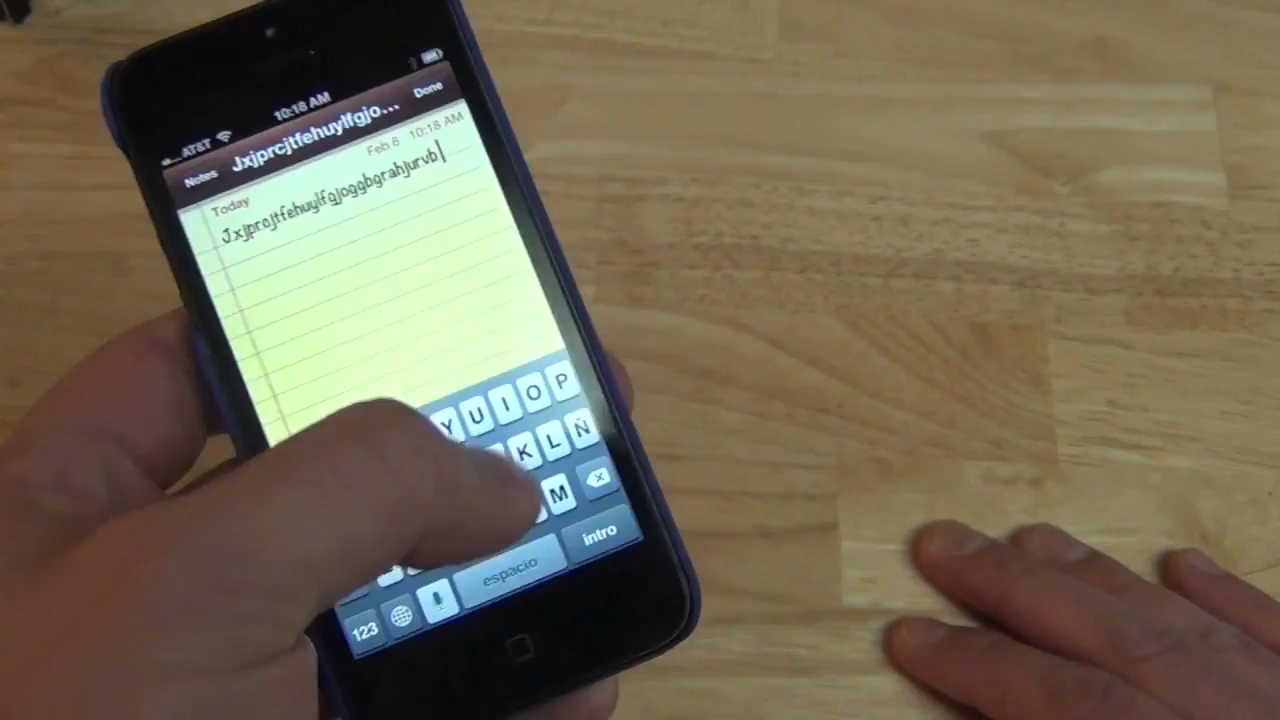 AT&T 10:18 AM
Notes Jxjprcjtfehuylfgjo... Done
Today Feb 6 10:18 AM
Jxjprcjtfehuylfgjoggbgrahjurvb
Y U I O P
K L Ñ
M
123 espacio intro